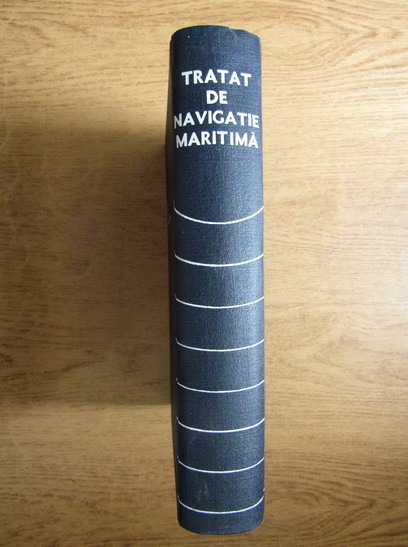 TRATAT
DE
NAVIGATIE
MARITIMĂ